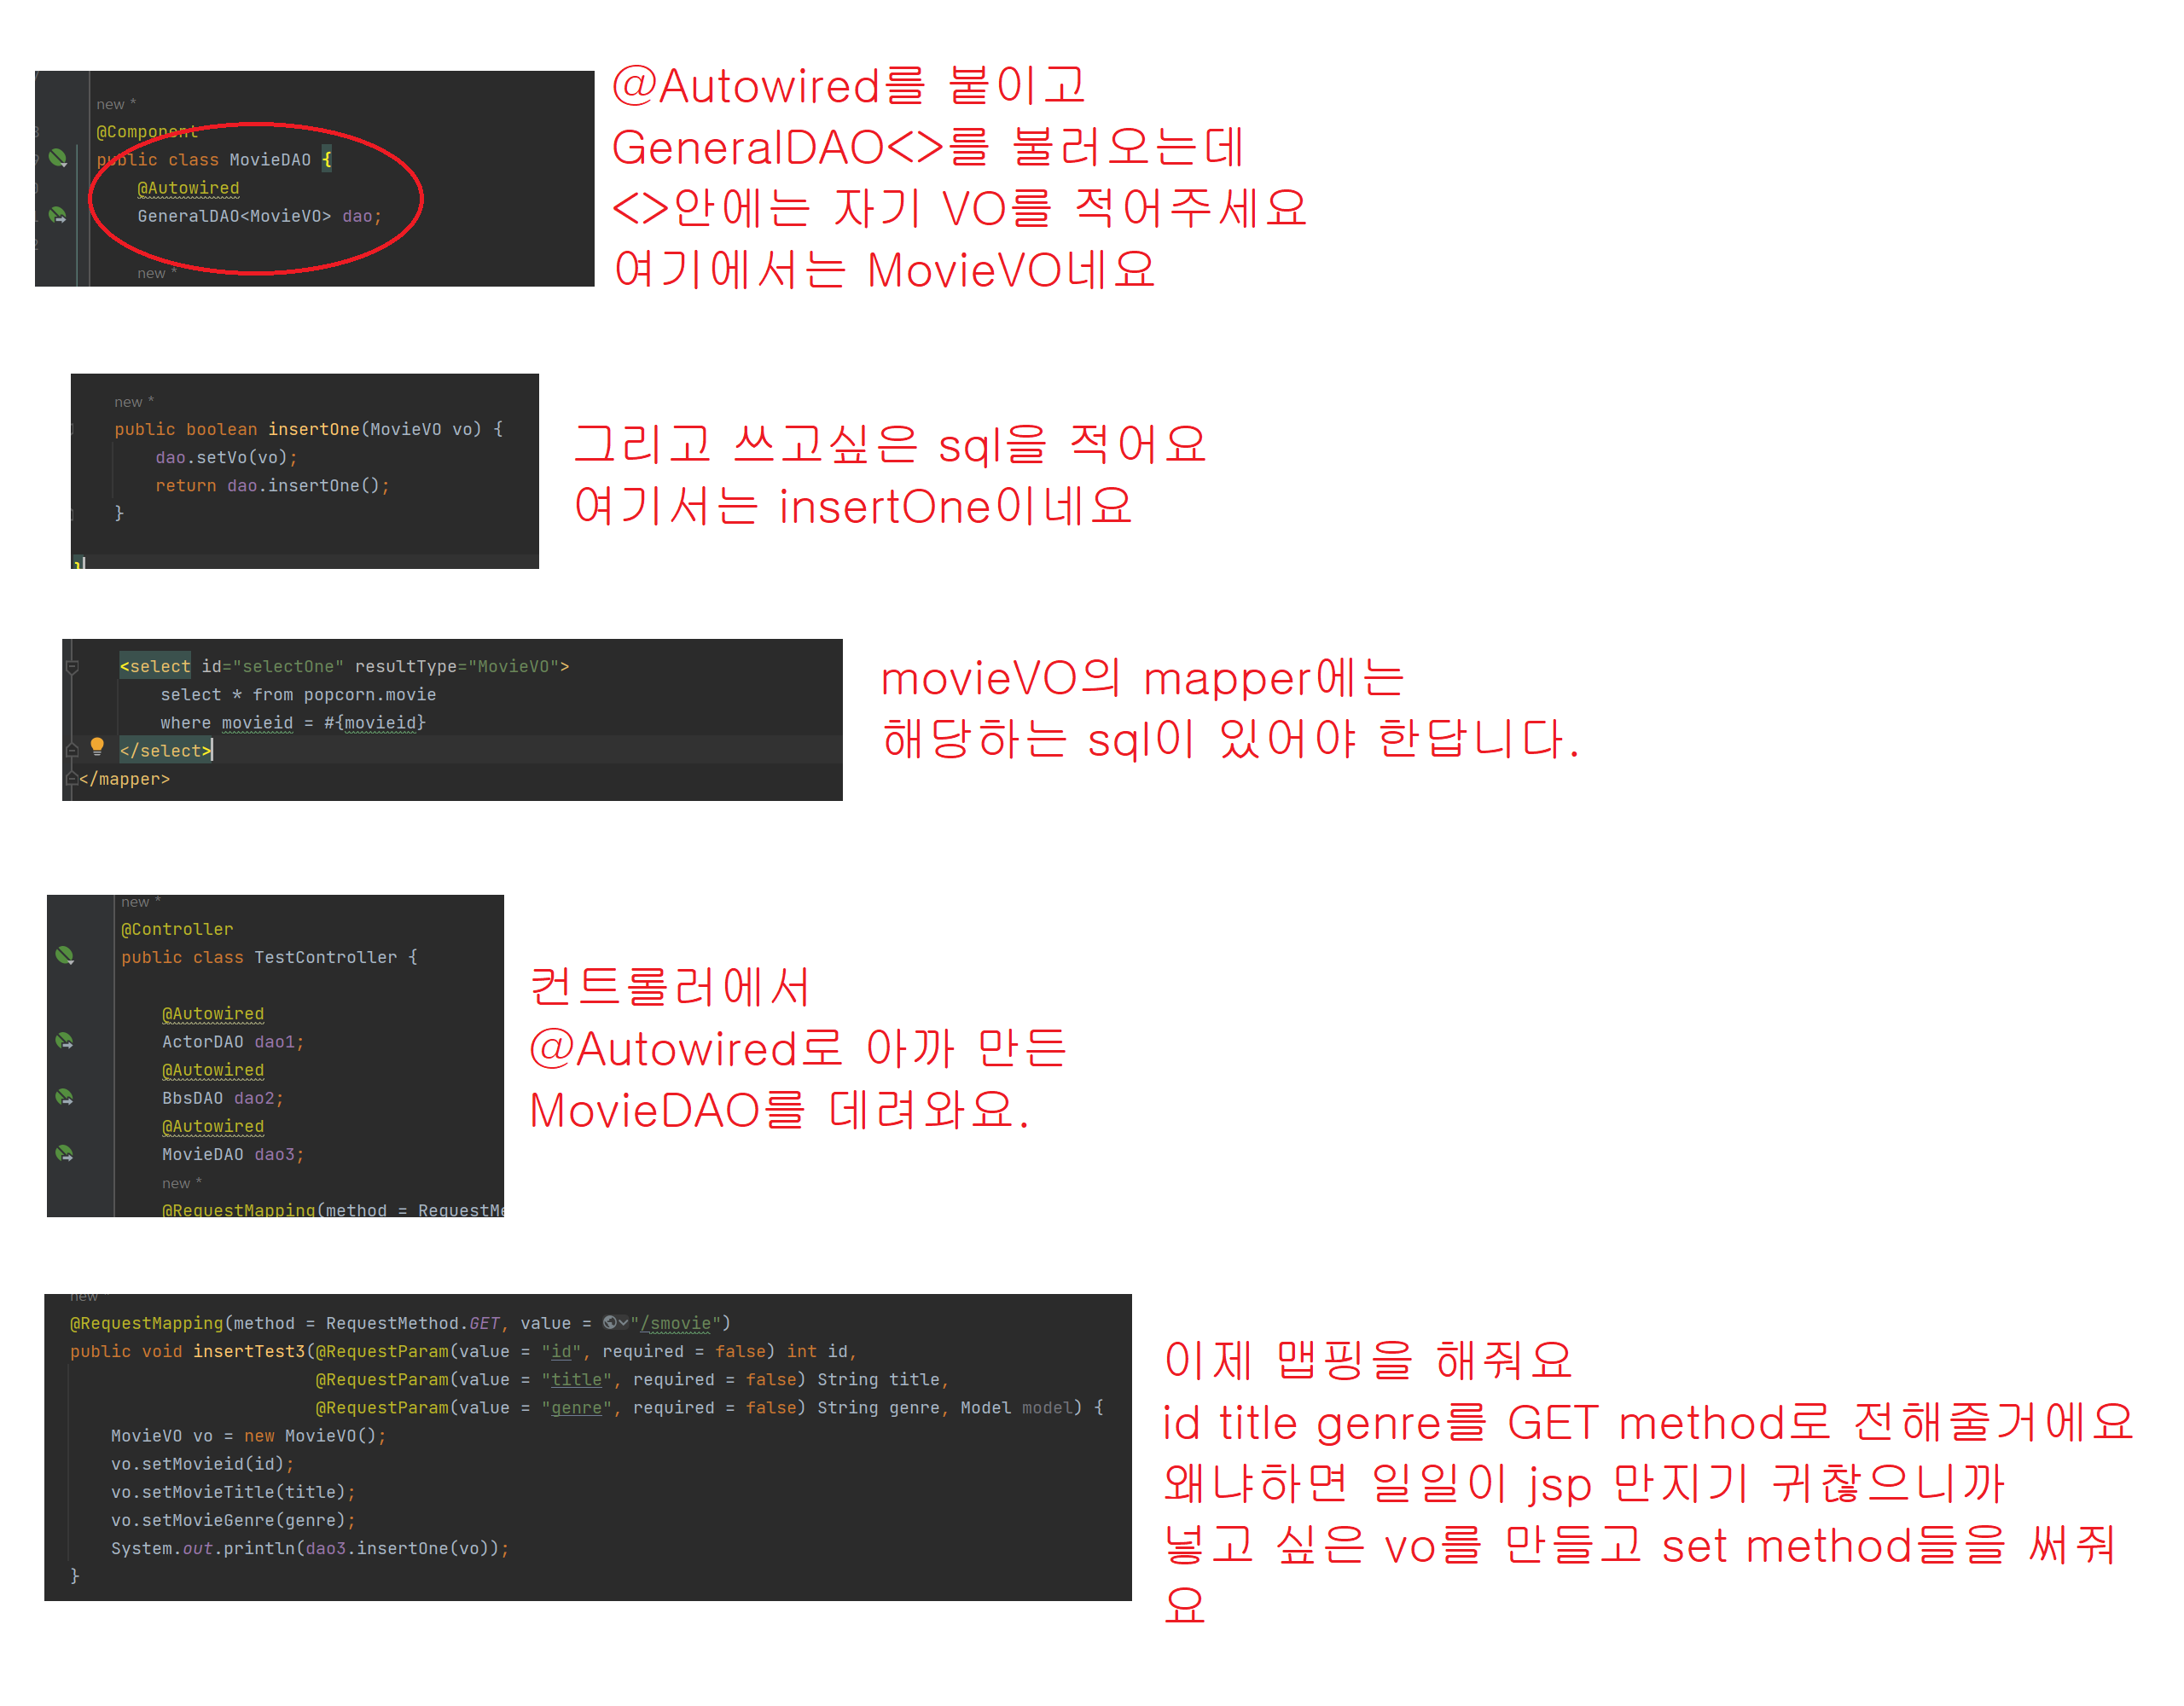 new *
@Component
public class MovieDAO {
@Autowired
GeneralDAO<MovieVO> dao;
new *
@Autowired를 붙이고
GeneralDAO<>를 불러오는데
<>안에는 자기 VO를 적어주세요
여기에서는 MovieVO네요
new *
public boolean insertOne(MovieVO vo) {
dao.setVo(vo);
return dao.insertOne();
}
}
그리고 쓰고싶은 sql을 적어요
여기서는 insertOne이네요
<select id="selectOne" resultType="MovieVO">
select * from popcorn.movie
where movieid = #{movieid}
</select>
</mapper>
movieVO의 mapper에는
해당하는 sql이 있어야 한답니다.
new *
@Controller
public class TestController {
@Autowired
ActorDAO dao1;
@Autowired
BbsDAO dao2;
@Autowired
MovieDAO dao3;
new *
@RequestMapping(method = RequestMe
컨트롤러에서
@Autowired로 아까 만든
MovieDAO를 데려와요.
new
@RequestMapping(method = RequestMethod.GET, value = "/smovie")
public void insertTest3(@RequestParam(value = "id", required = false) int id,
@RequestParam(value = "title", required = false) String title,
@RequestParam(value = "genre", required = false) String genre, Model model) {
MovieVO vo = new MovieVO();
vo.setMovieid(id);
vo.setMovieTitle(title);
vo.setMovieGenre(genre);
System.out.println(dao3.insertOne(vo));
}
이제 맵핑을 해줘요
id title genre를 GET method로 전해줄거에요
왜냐하면 일일이 jsp 만지기 귀찮으니까
넣고 싶은 vo를 만들고 set method들을 써줘
요